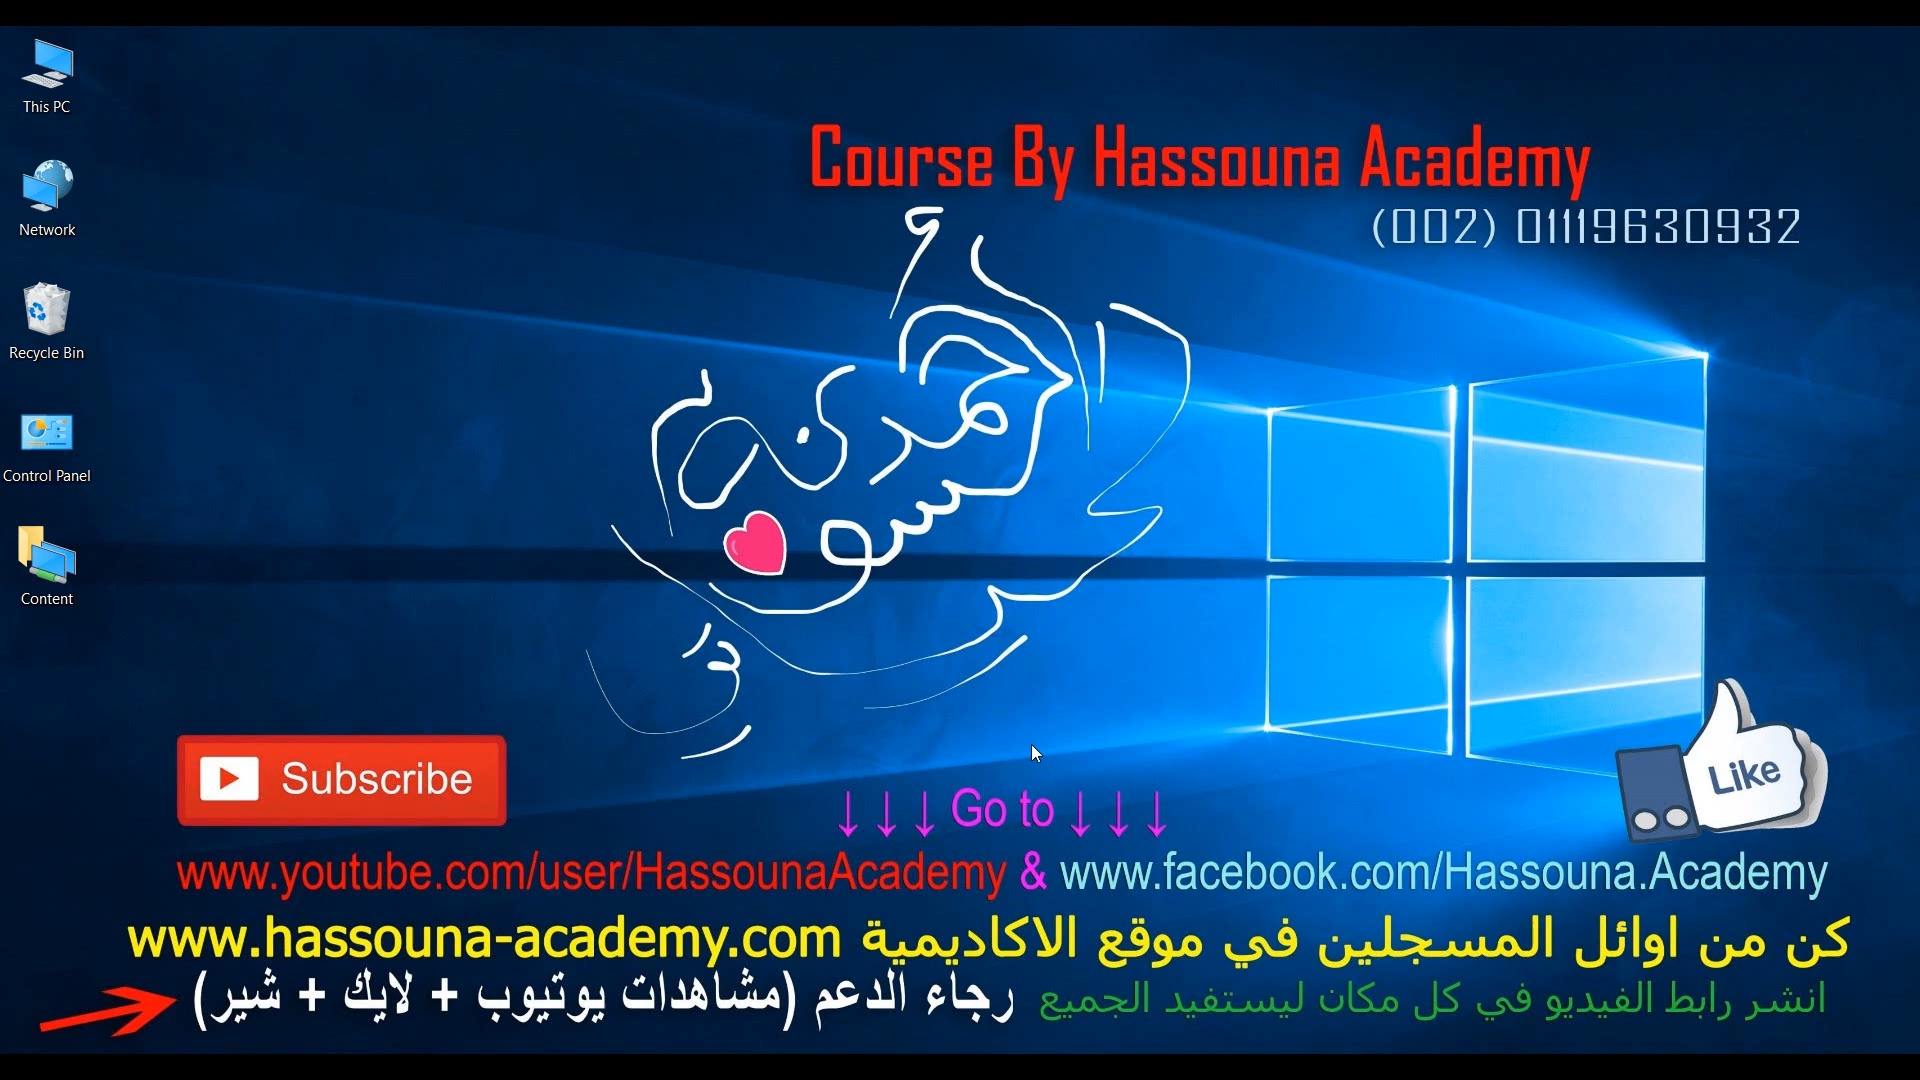 This PC
Network
Recycle Bin
Control Panel
Content
Course By Hassouna Academy
(002) 01119630932
Subscribe
Like
↓ ↓ ↓ Go to ↓ ↓ ↓
www.youtube.com/user/HassounaAcademy & www.facebook.com/Hassouna.Academy
كن من اوائل المسجلين في موقع الاكاديمية www.hassouna-academy.com
انشر رابط الفيديو في كل مكان ليستفيد الجميع رجاء الدعم (مشاهدات يوتيوب + لايك + شير)